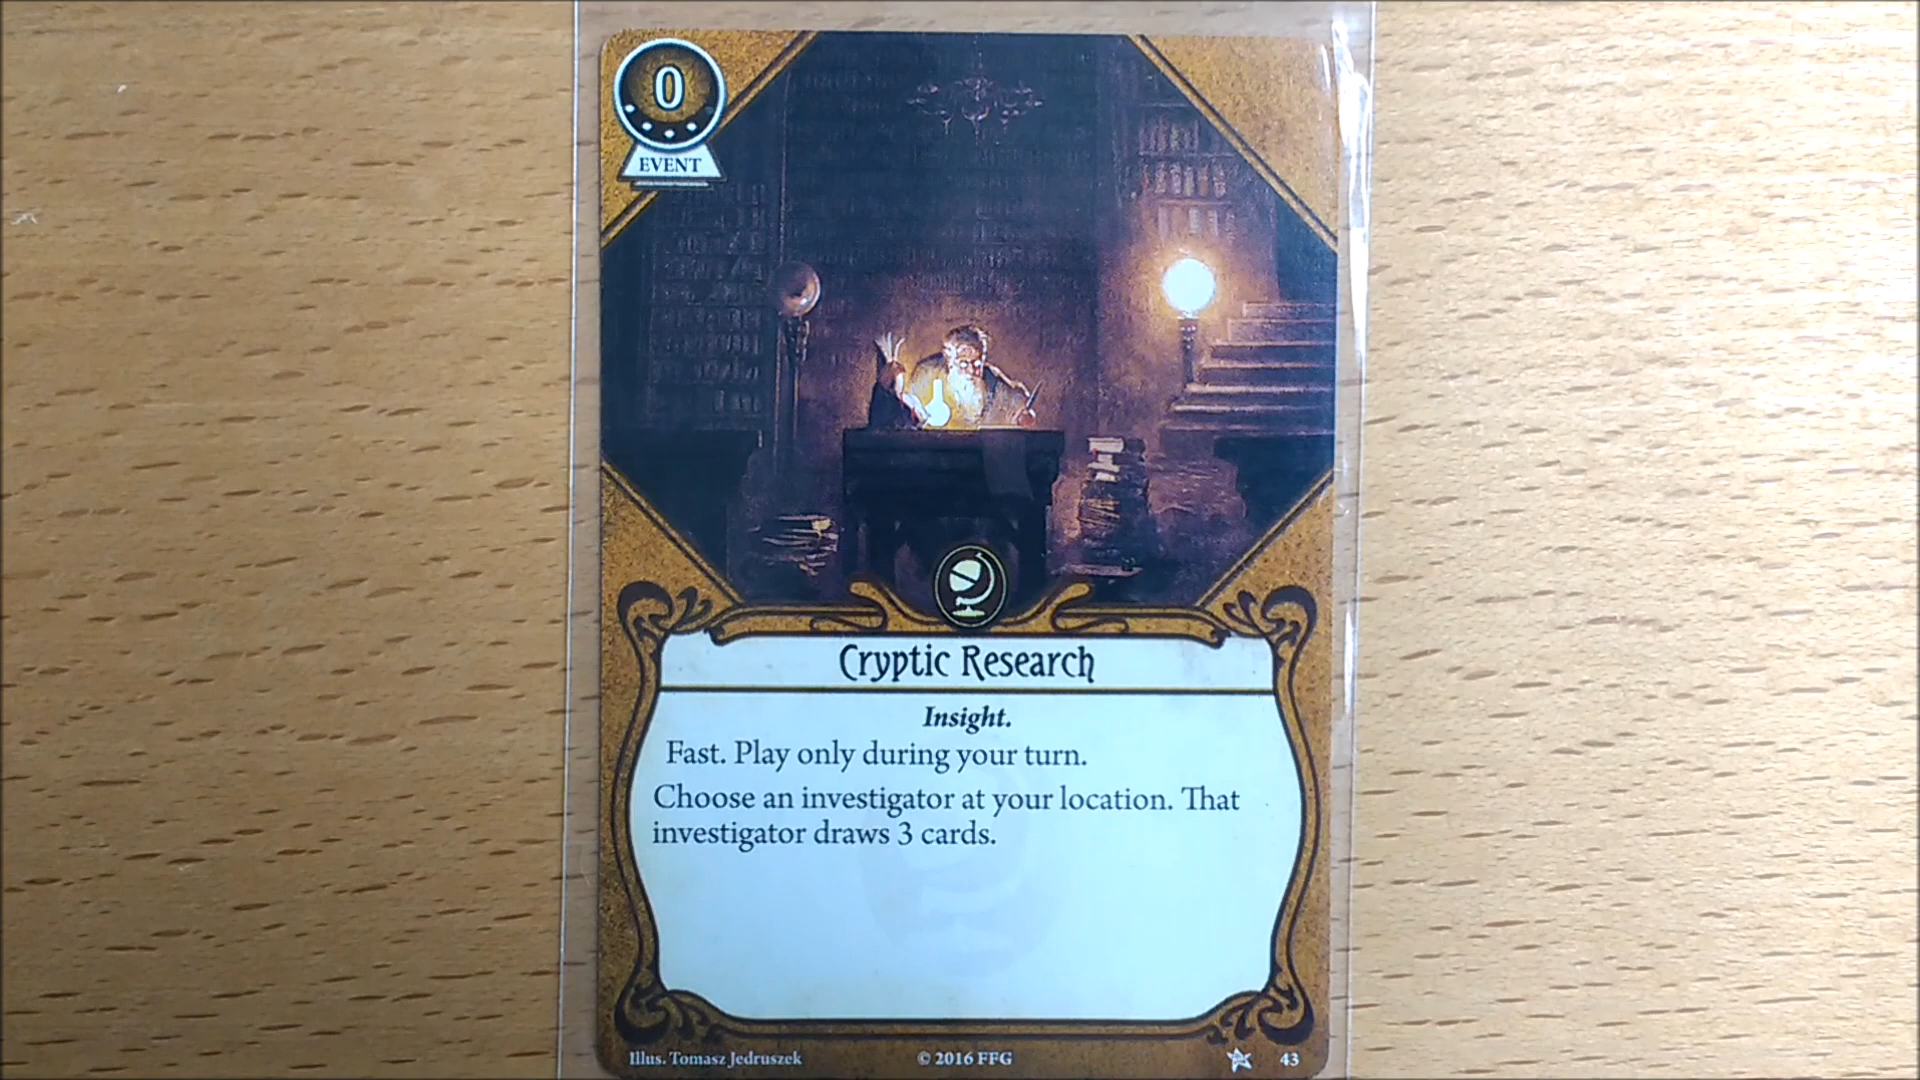 0
EVENT
Cryptic Research
Insight.
Fast. Play only during your turn.
Choose an investigator at your location. That
investigator draws 3 cards.
Illus. Tomasz Jedruszek
© 2016 FFG
43